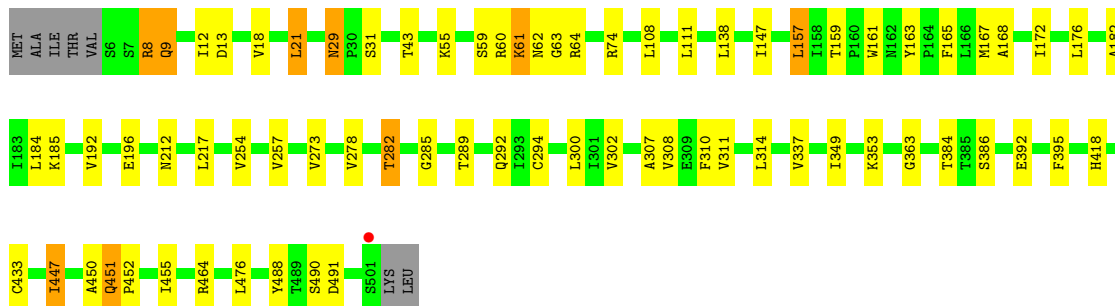 MET ALA ILE THR VAL S6 S7 R8 Q9 I12 D13 V18 L21 N29 P30 S31 T43 K55 S59 R60 K61 N62 G63 R64 R74 L108 L111 L138 I147 L157 I158 T159 P160 W161 N162 Y163 P164 F165 L166 M167 A168 I172 L176
I183 L184 K185 V192 E196 N212 L217 V254 V257 V273 V278 T282 G285 T289 Q292 I293 C294 L300 I301 V302 A307 V308 E309 F310 V311 L314 V337 I349 K353 G363 T384 T385 S386 E392 F395 H418
C433 I447 A450 Q451 P452 I455 R464 L476 Y488 T489 S490 D491 S501 LYS LEU